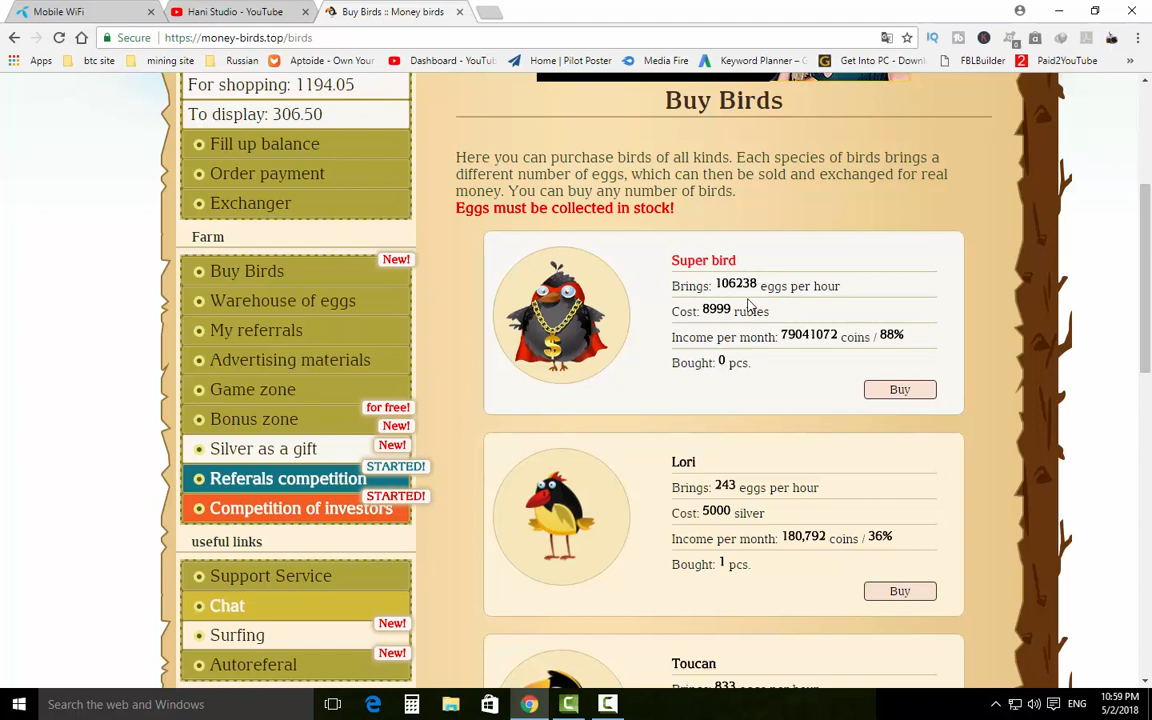 Mobile WiFi
Hani Studio - YouTube
Buy Birds :: Money birds
Secure
https://money-birds.top/birds
Apps
btc site
mining site
Russian
Aptoide - Own Your
Dashboard - YouTub
Home | Pilot Poster
Media Fire
Keyword Planner –
Get Into PC - Down
FBLBuilder
Paid2YouTube
For shopping: 1194.05
To display: 306.50
Fill up balance
Order payment
Exchanger
Farm
New!
Buy Birds
Warehouse of eggs
My referrals
Advertising materials
Game zone
for free!
Bonus zone
New!
Silver as a gift
New!
STARTED!
Referals competition
STARTED!
Competition of investors
useful links
Support Service
Chat
New!
Surfing
New!
Autoreferal
Buy Birds
Here you can purchase birds of all kinds. Each species of birds brings a
different number of eggs, which can then be sold and exchanged for real
money. You can buy any number of birds.
Eggs must be collected in stock!
Super bird
Brings: 106238 eggs per hour
Cost: 8999 rubles
Income per month: 79041072 coins / 88%
Bought: 0 pcs.
Buy
Lori
Brings: 243 eggs per hour
Cost: 5000 silver
Income per month: 180,792 coins / 36%
Bought: 1 pcs.
Buy
Toucan
Brings: 833 eggs per hour
Search the web and Windows
ENG
10:59 PM
5/2/2018